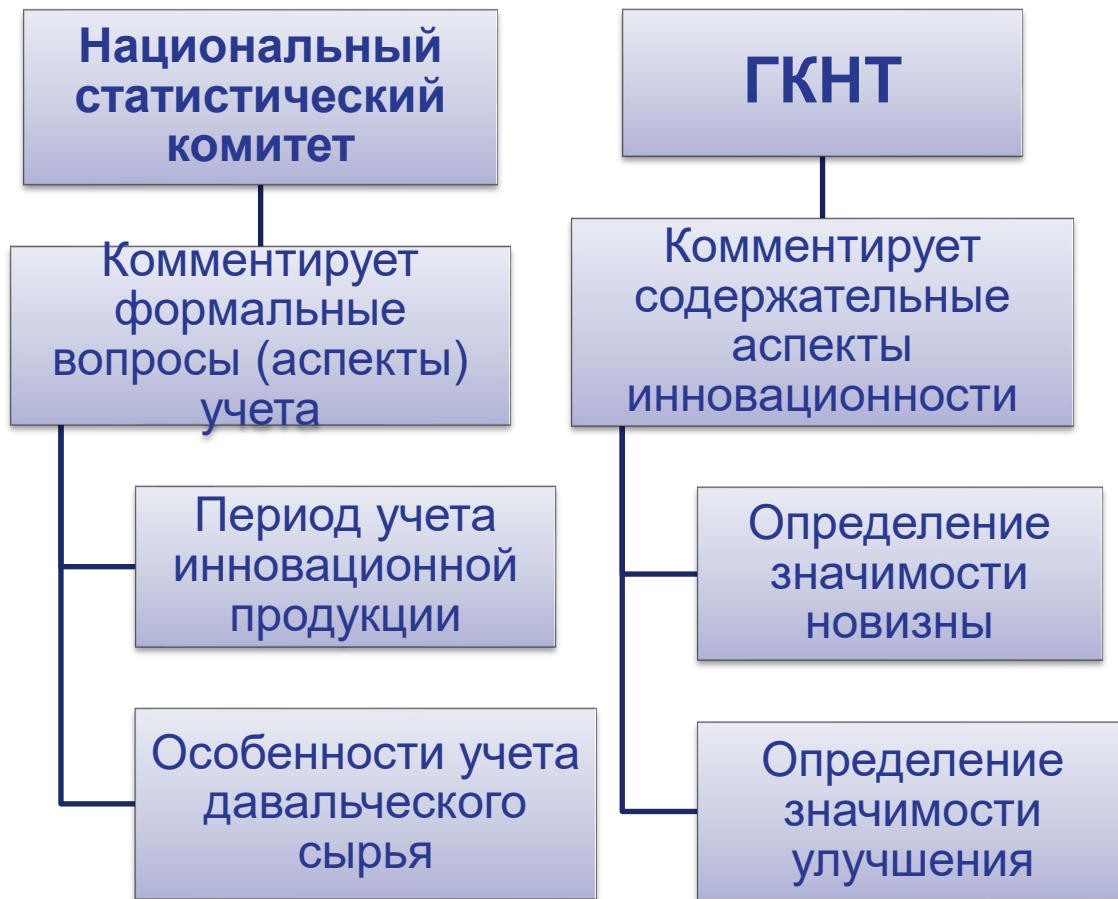 Национальный
статистический
комитет
Комментирует
формальные
вопросы (аспекты)
учета
Период учета
инновационной
продукции
Особенности учета
давальческого
сырья
ГКНТ
Комментирует
содержательные
аспекты
инновационности
Определение
значимости
новизны
Определение
значимости
улучшения